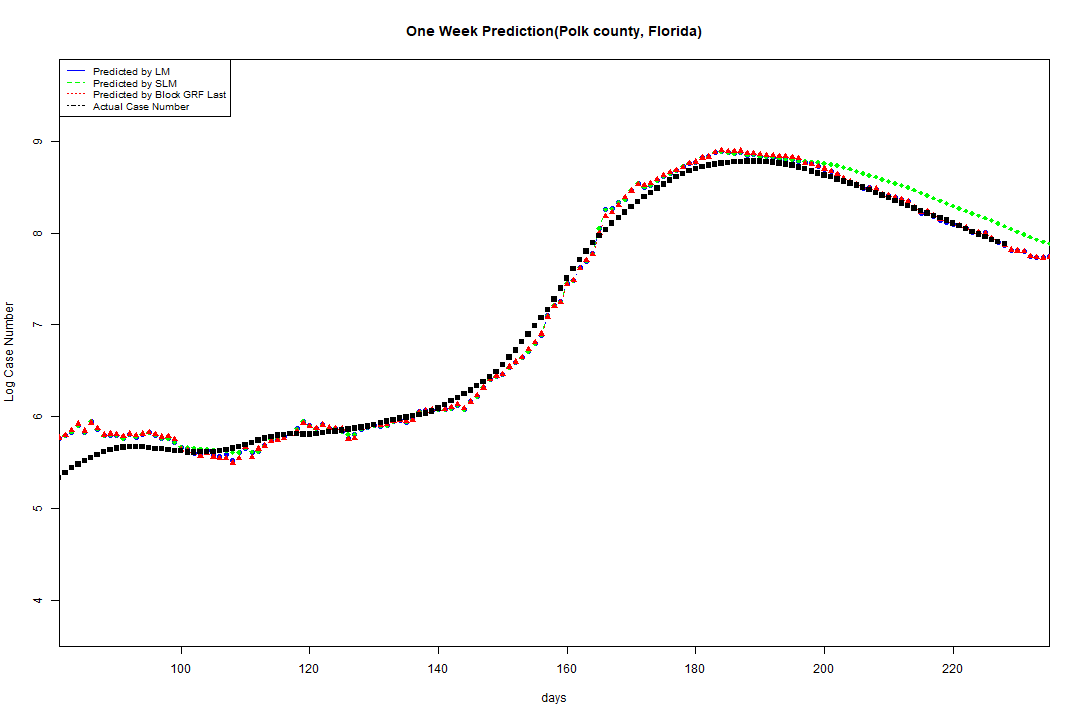 One Week Prediction(Polk county, Florida)
Predicted by LM
Predicted by SLM
Predicted by Block GRF Last
Actual Case Number
9
8
7
6
5
4
Log Case Number
100 120 140 160 180 200 220
days